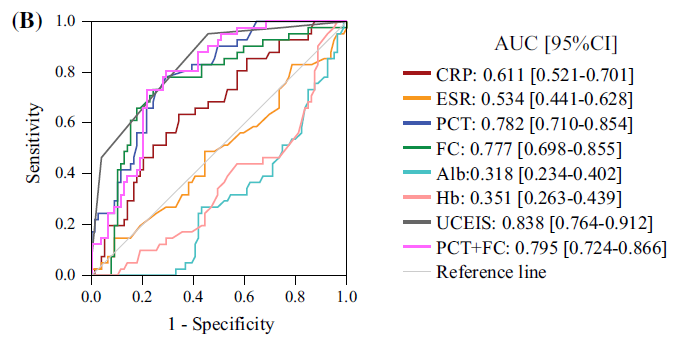 (B)
1.0
0.8
0.6
0.4
0.2
0.0
Sensitivity
0.0 0.2 0.4 0.6 0.8 1.0
1 - Specificity
AUC [95%CI]
CRP: 0.611 [0.521-0.701]
ESR: 0.534 [0.441-0.628]
PCT: 0.782 [0.710-0.854]
FC: 0.777 [0.698-0.855]
Alb:0.318 [0.234-0.402]
Hb: 0.351 [0.263-0.439]
UCEIS: 0.838 [0.764-0.912]
PCT+FC: 0.795 [0.724-0.866]
Reference line